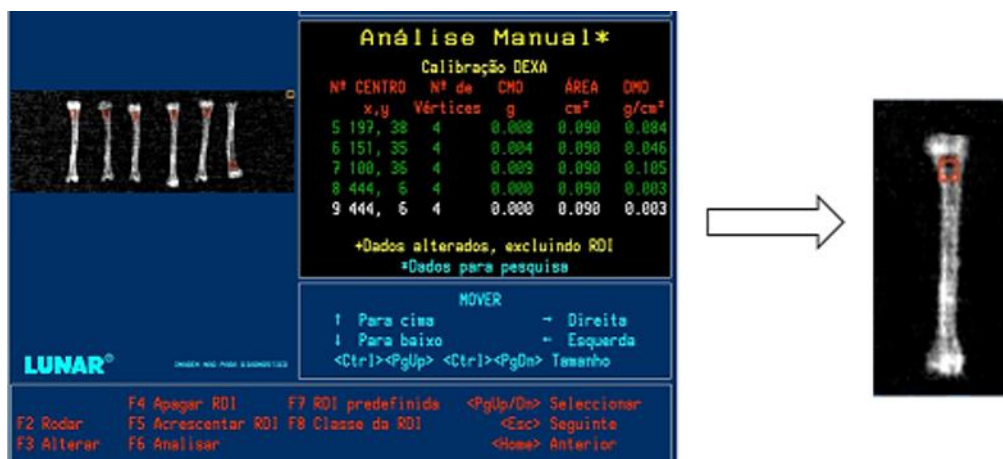 Análise Manual*
Calibração DEXA
Nº CENTRO Nº de CMO ÁREA DMO
x,y Vértices g cm² g/cm²
5 197, 38 4 0.008 0.090 0.084
6 151, 35 4 0.004 0.090 0.046
7 100, 36 4 0.009 0.090 0.105
8 444, 6 4 0.000 0.090 0.003
9 444, 6 4 0.000 0.090 0.003
+Dados alterados, excluindo RDI
*Dados para pesquisa
MOVER
↑ Para cima → Direita
↓ Para baixo ← Esquerda
<Ctrl><PgUp> <Ctrl><PgDn> Tamanho
LUNAR® IMAGEM NÃO PARA DIAGNÓSTICO
F4 Apagar RDI F7 RDI predefinida <PgUp/Dn> Seleccionar
F2 Rodar F5 Acrescentar RDI F8 Classe da RDI <Esc> Seguinte
F3 Alterar F6 Analisar <Home> Anterior